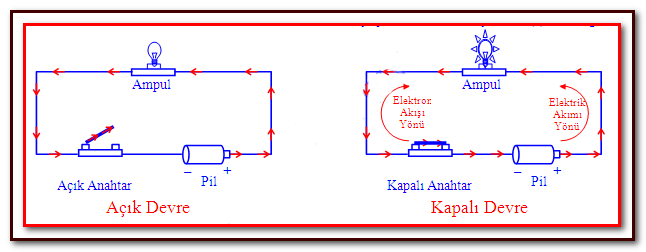 Ampul
Açık Anahtar
– Pil +
Açık Devre
Ampul
Elektron
Akışı
Yönü
Elektrik
Akımı
Yönü
Kapalı Anahtar
– Pil +
Kapalı Devre